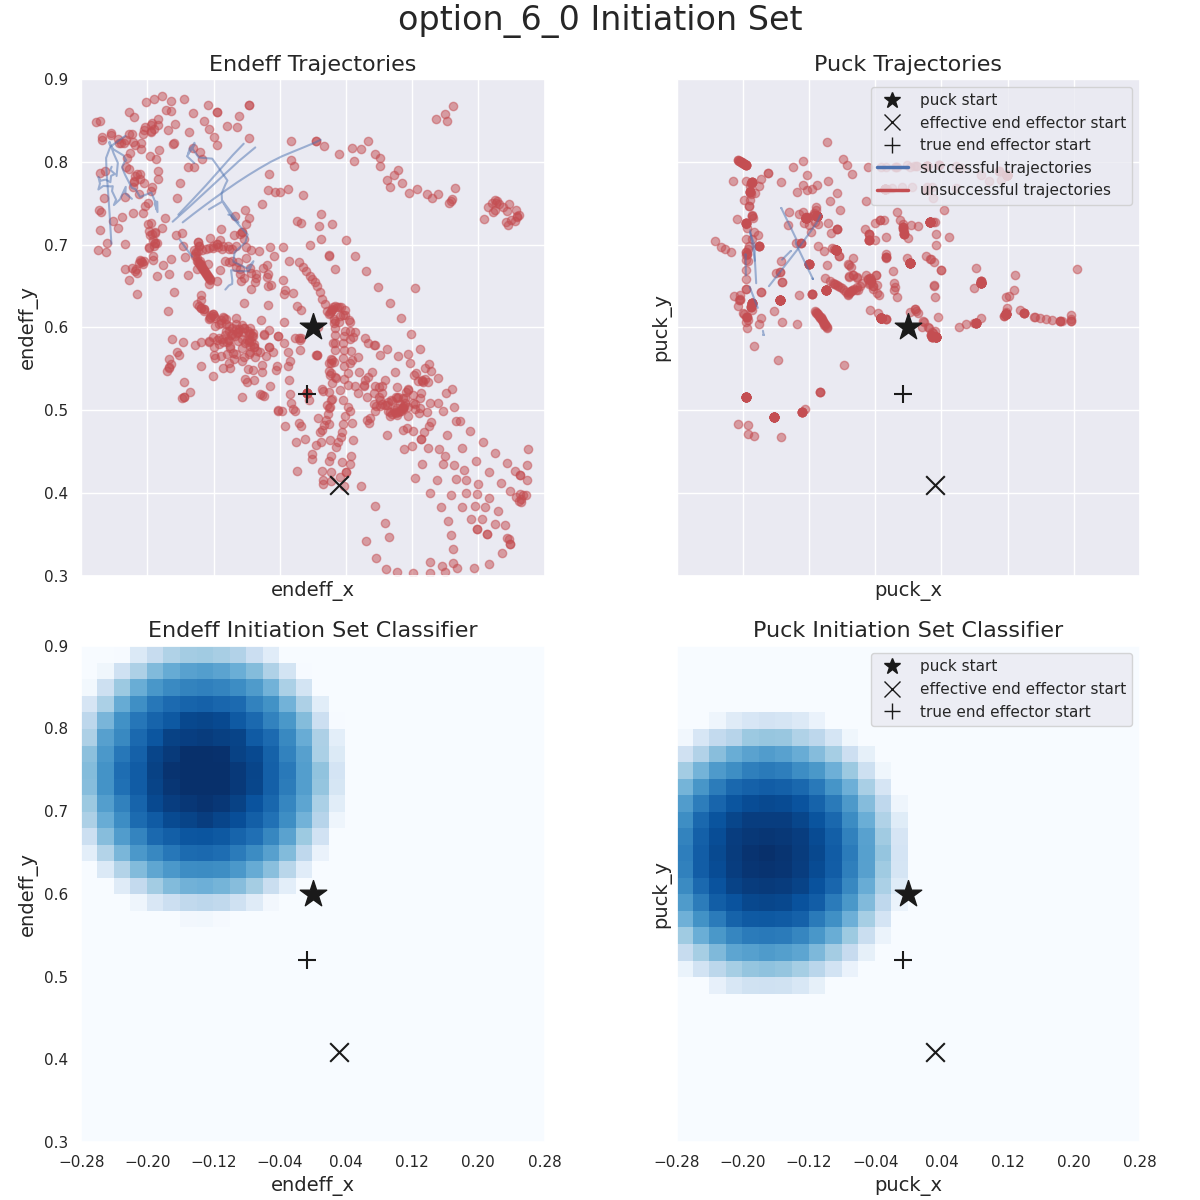 option_6_0 Initiation Set
Endeff Trajectories
Puck Trajectories
0.9
0.8
0.7
0.6
0.5
0.4
0.3
endeff_y
endeff_x
puck_y
puck_x
puck start
effective end effector start
true end effector start
successful trajectories
unsuccessful trajectories
Endeff Initiation Set Classifier
Puck Initiation Set Classifier
0.9
0.8
0.7
0.6
0.5
0.4
0.3
endeff_y
−0.28 −0.20 −0.12 −0.04 0.04 0.12 0.20 0.28
endeff_x
puck_y
puck start
effective end effector start
true end effector start
−0.28 −0.20 −0.12 −0.04 0.04 0.12 0.20 0.28
puck_x